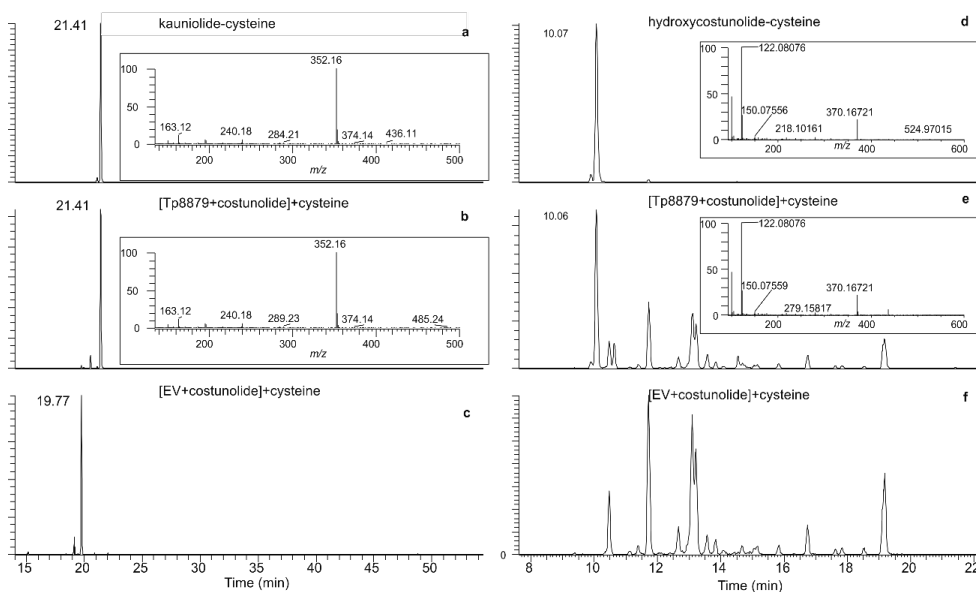 kauniolide-cysteine
a
21.41
100
50
0
352.16
163.12
240.18
284.21
374.14
436.11
200
300
400
500
m/z
[Tp8879+costunolide]+cysteine
b
21.41
100
50
0
352.16
163.12
240.18
289.23
374.14
485.24
200
300
400
500
m/z
[EV+costunolide]+cysteine
c
19.77
15 20 25 30 35 40 45 50
Time (min)
hydroxycostunolide-cysteine
d
10.07
100
50
0
122.08076
150.07556
218.10161
370.16721
524.97015
200
m/z
400
600
[Tp8879+costunolide]+cysteine
e
10.06
100
50
0
122.08076
150.07559
279.15817
370.16721
200
m/z
400
600
[EV+costunolide]+cysteine
f
0
8 10 12 14 16 18 20 22
Time (min)